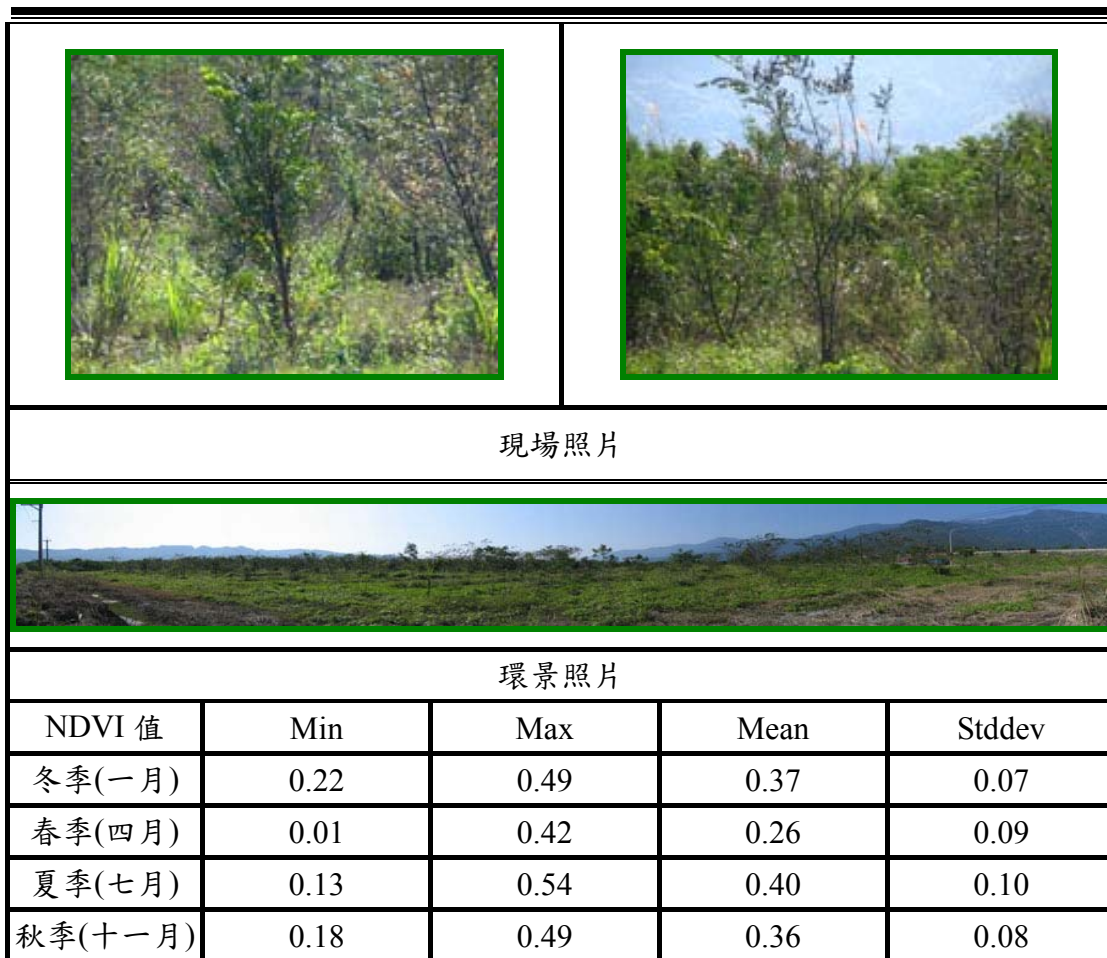 現場照片
環景照片
NDVI 值 Min Max Mean Stddev
冬季(一月) 0.22 0.49 0.37 0.07
春季(四月) 0.01 0.42 0.26 0.09
夏季(七月) 0.13 0.54 0.40 0.10
秋季(十一月) 0.18 0.49 0.36 0.08